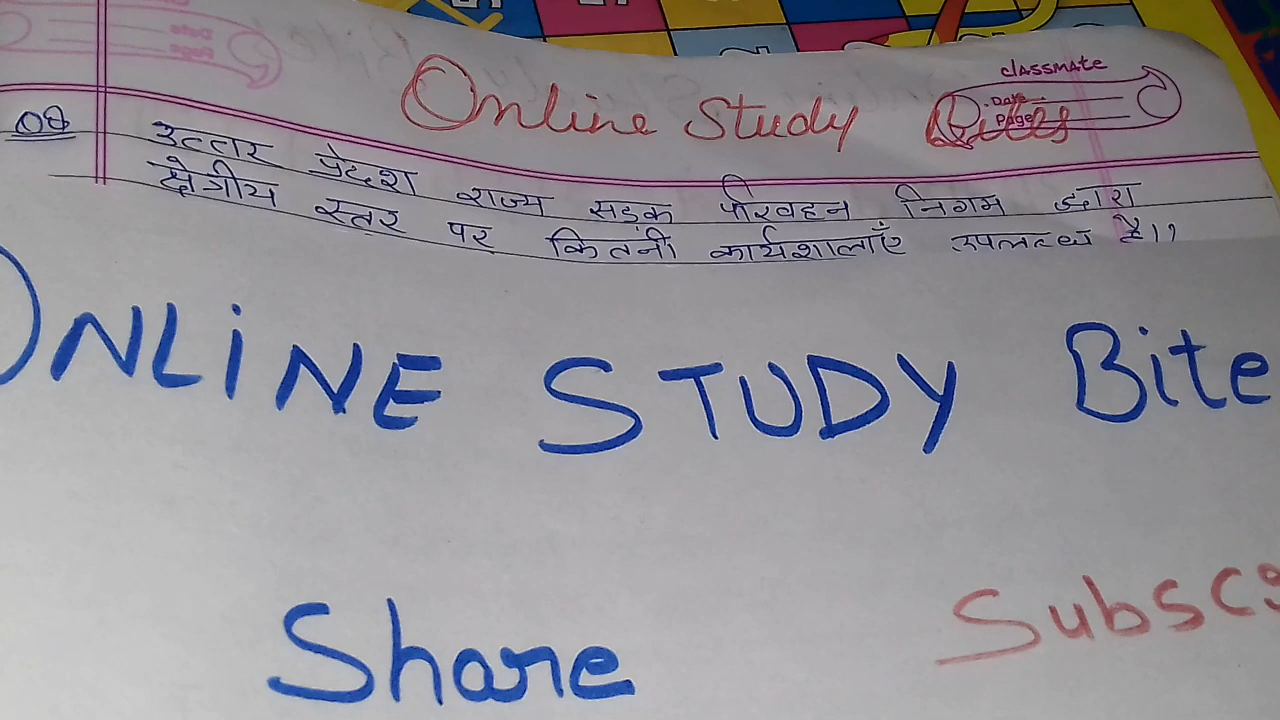 classmate
Date
Page
Online Study Bites
08
उत्तर प्रेदश राज्य सड़क परिवहन निगम द्वारा
क्षेत्रीय स्तर पर कितनी कार्यशालाएँ उपलब्ध है।?
ONLINE STUDY Bite
Share
Subsc